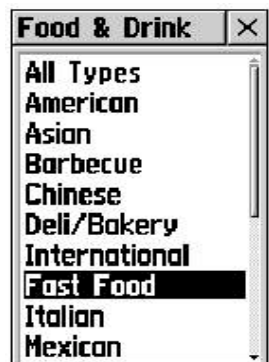 Food & Drink
All Types
American
Asian
Barbecue
Chinese
Deli/Bakery
International
Fast Food
Italian
Mexican